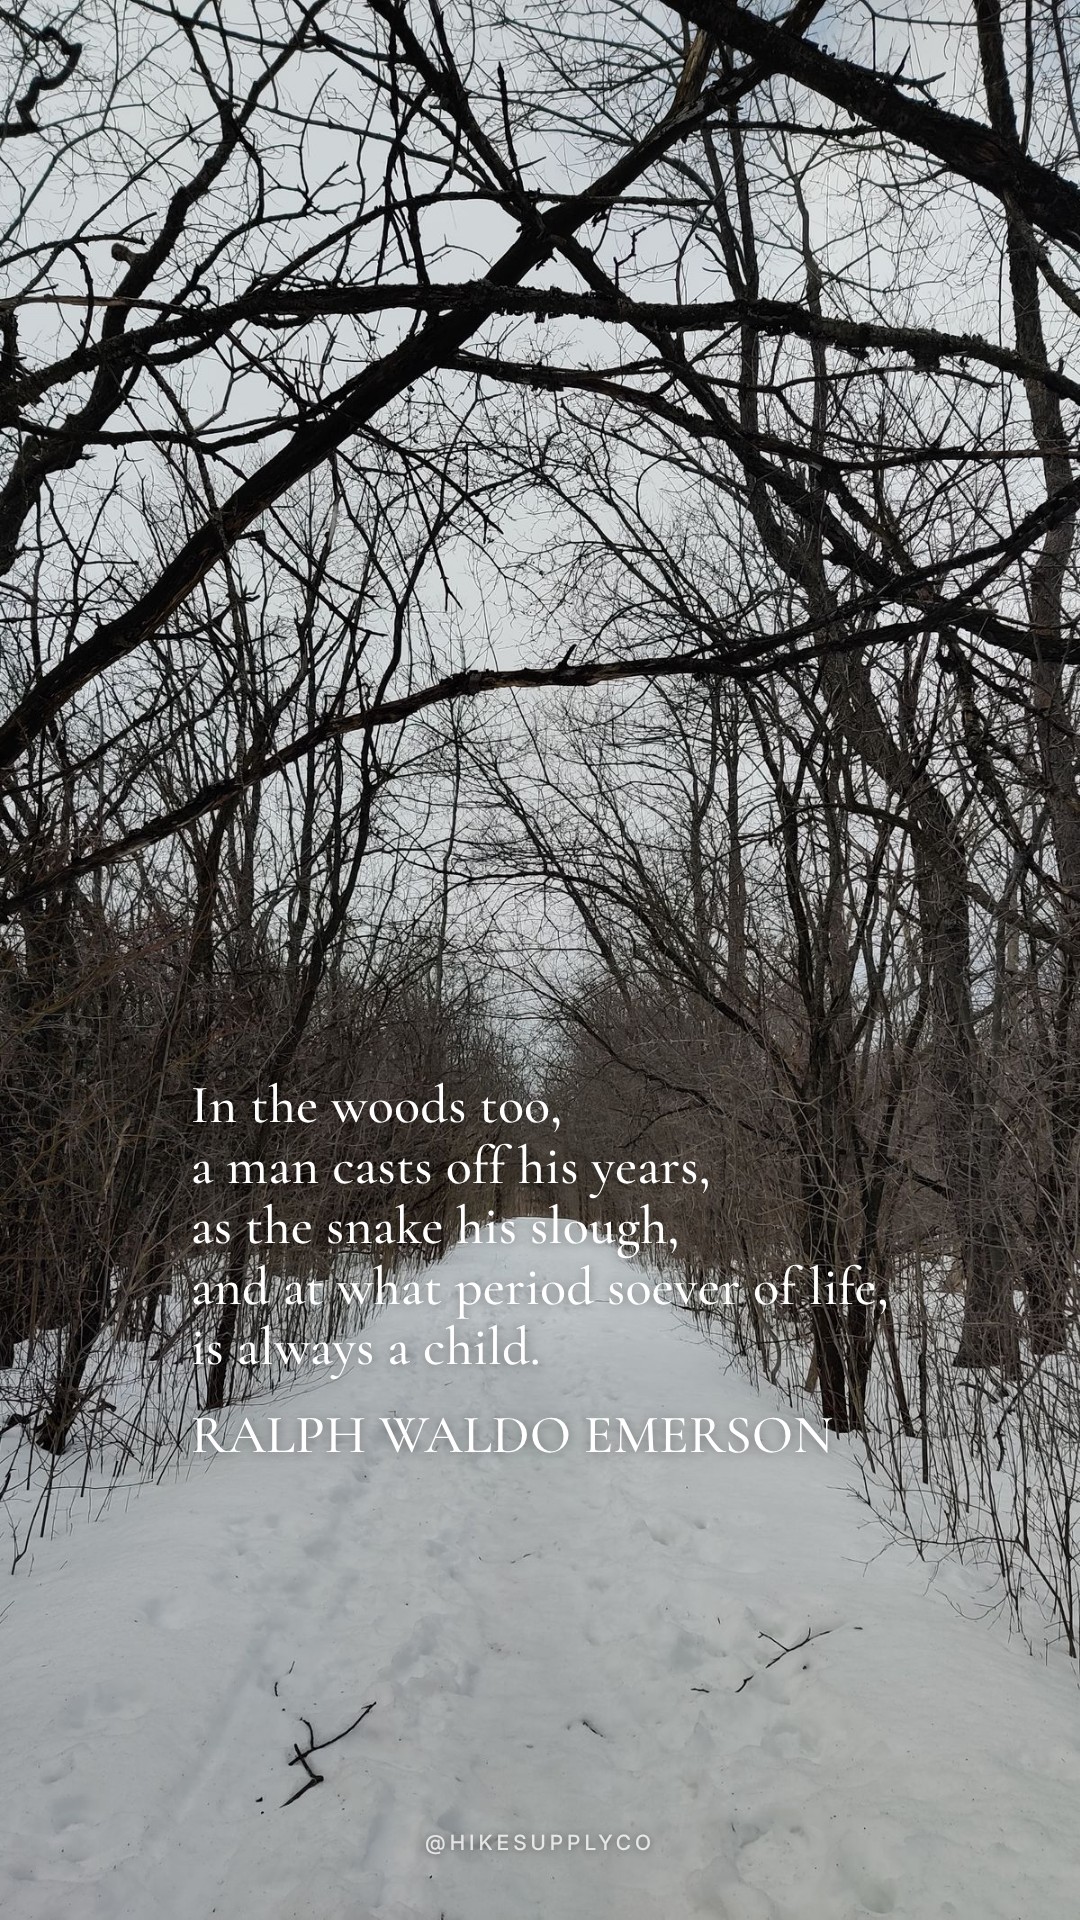 In the woods too,
a man casts off his years,
as the snake his slough,
and at what period soever of life,
is always a child.
RALPH WALDO EMERSON
@HIKESUPPLYCO